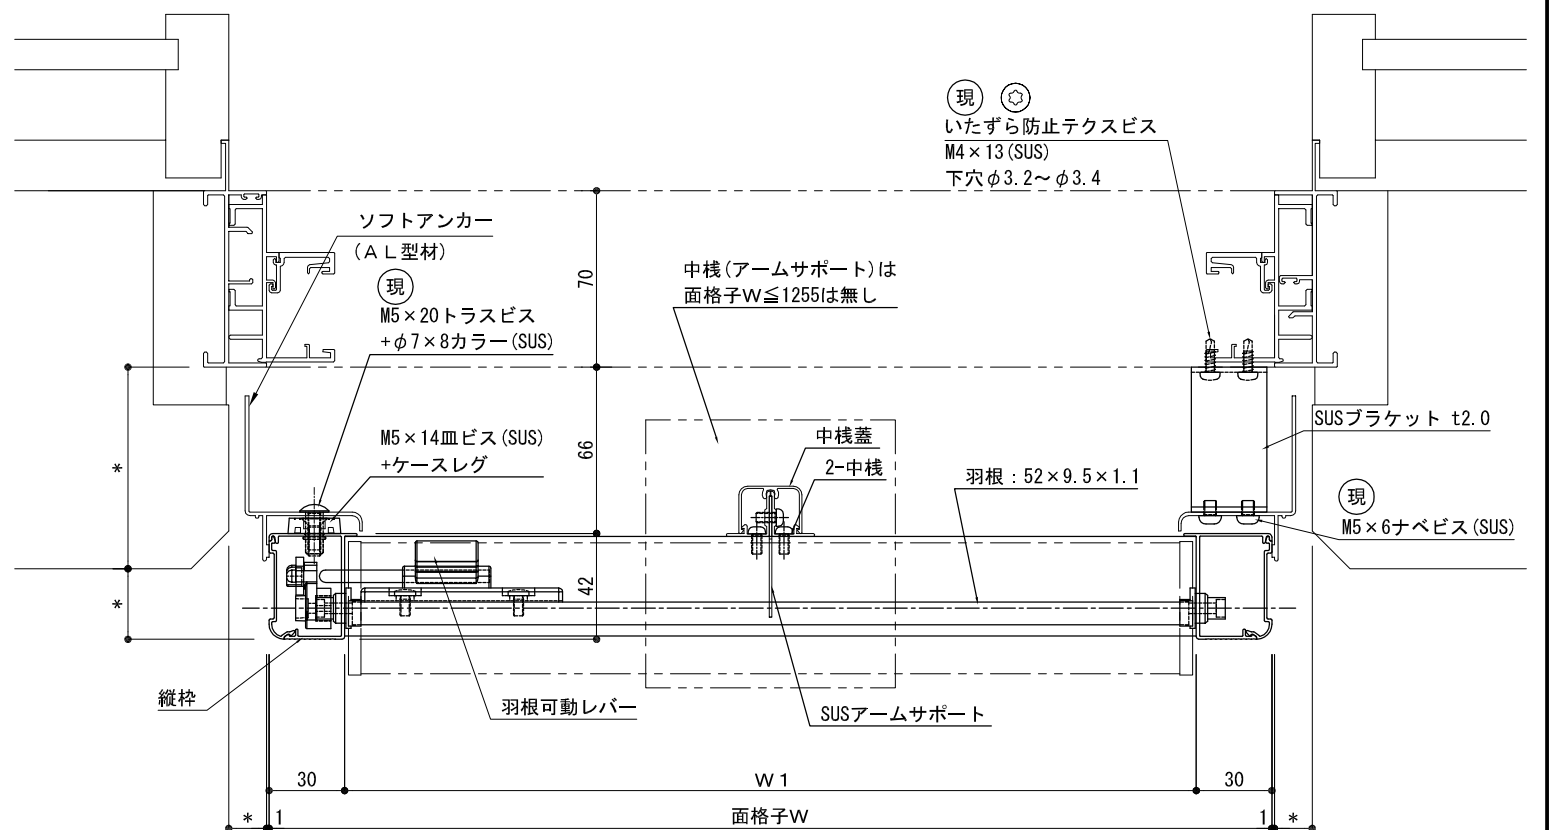 現
いたずら防止テクスビス
M4×13(SUS)
下穴φ3.2～φ3.4
ソフトアンカー
(ＡＬ型材)
現
M5×20トラスビス
+φ7×8カラー(SUS)
中桟(アームサポート)は
面格子W≦1255は無し
70
M5×14皿ビス(SUS)
+ケースレグ
66
中桟蓋
2-中桟
羽根：52×9.5×1.1
SUSブラケット t2.0
現
M5×6ナベビス(SUS)
*
*
42
縦枠
羽根可動レバー
SUSアームサポート
30
W1
30
*
1
面格子W
1
*